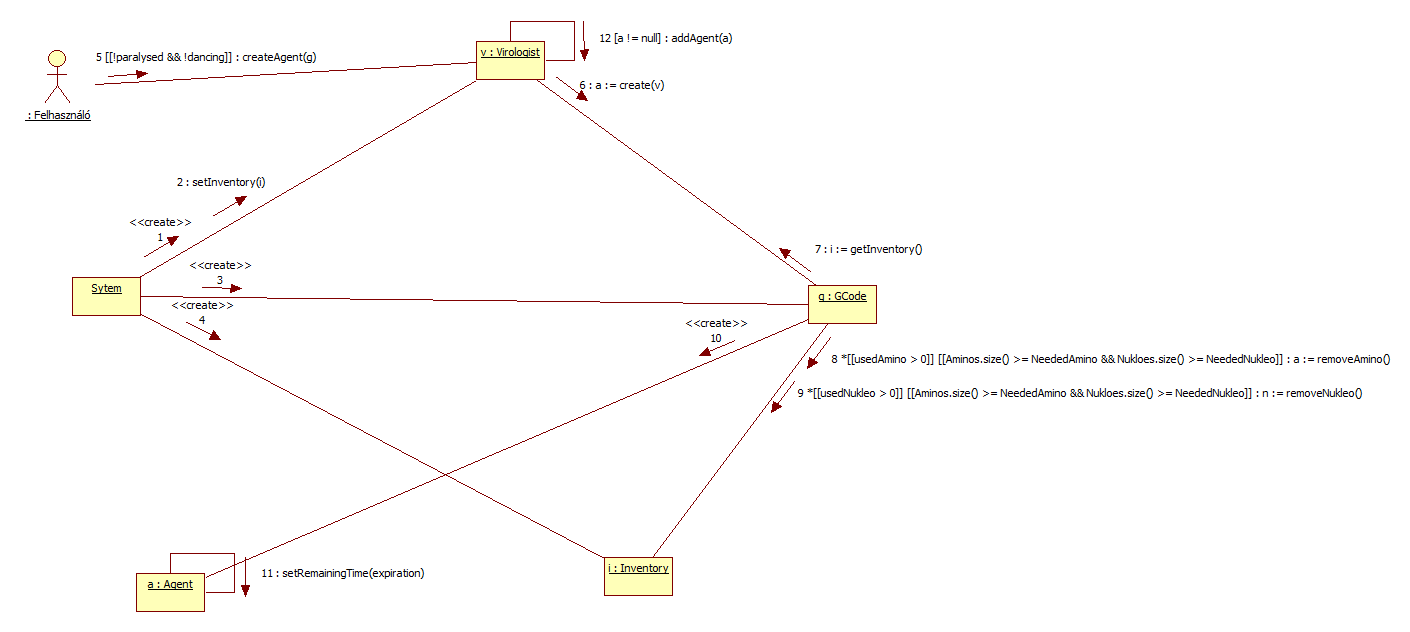 12 [a != null] : addAgent(a)
v : Virologist
5 [[!paralysed && !dancing]] : createAgent(g)
6 : a := create(v)
: Felhasználó
2 : setInventory(i)
<<create>>
1
7 : i := getInventory()
<<create>>
3
Sytem
g : GCode
<<create>>
4
<<create>>
10
8 *[[usedAmino > 0]] [[Aminos.size() >= NeededAmino && Nukloes.size() >= NeededNukleo]] : a := removeAmino()
9 *[[usedNukleo > 0]] [[Aminos.size() >= NeededAmino && Nukloes.size() >= NeededNukleo]] : n := removeNukleo()
11 : setRemainingTime(expiration)
a : Agent
i : Inventory